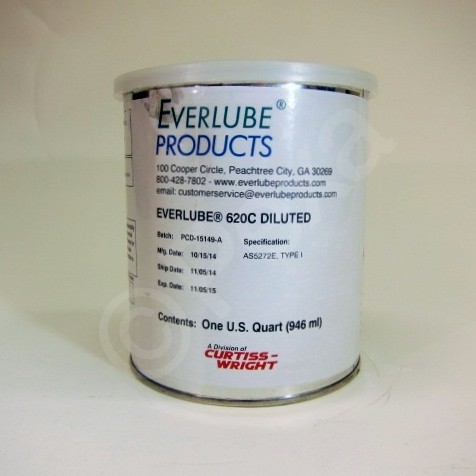 EVERLUBE®
PRODUCTS
100 Cooper Circle, Peachtree City, GA 30269
800-428-7802 - www.everlubeproducts.com
email: customerservice@everlubeproducts.com
EVERLUBE® 620C DILUTED
Batch: PCD-15149-A Specification:
Mfg. Date: 10/15/14 AS5272E, TYPE I
Ship Date: 11/05/14
Exp. Date: 11/05/15
Contents: One U.S. Quart (946 ml)
A Division of
CURTISS-
WRIGHT